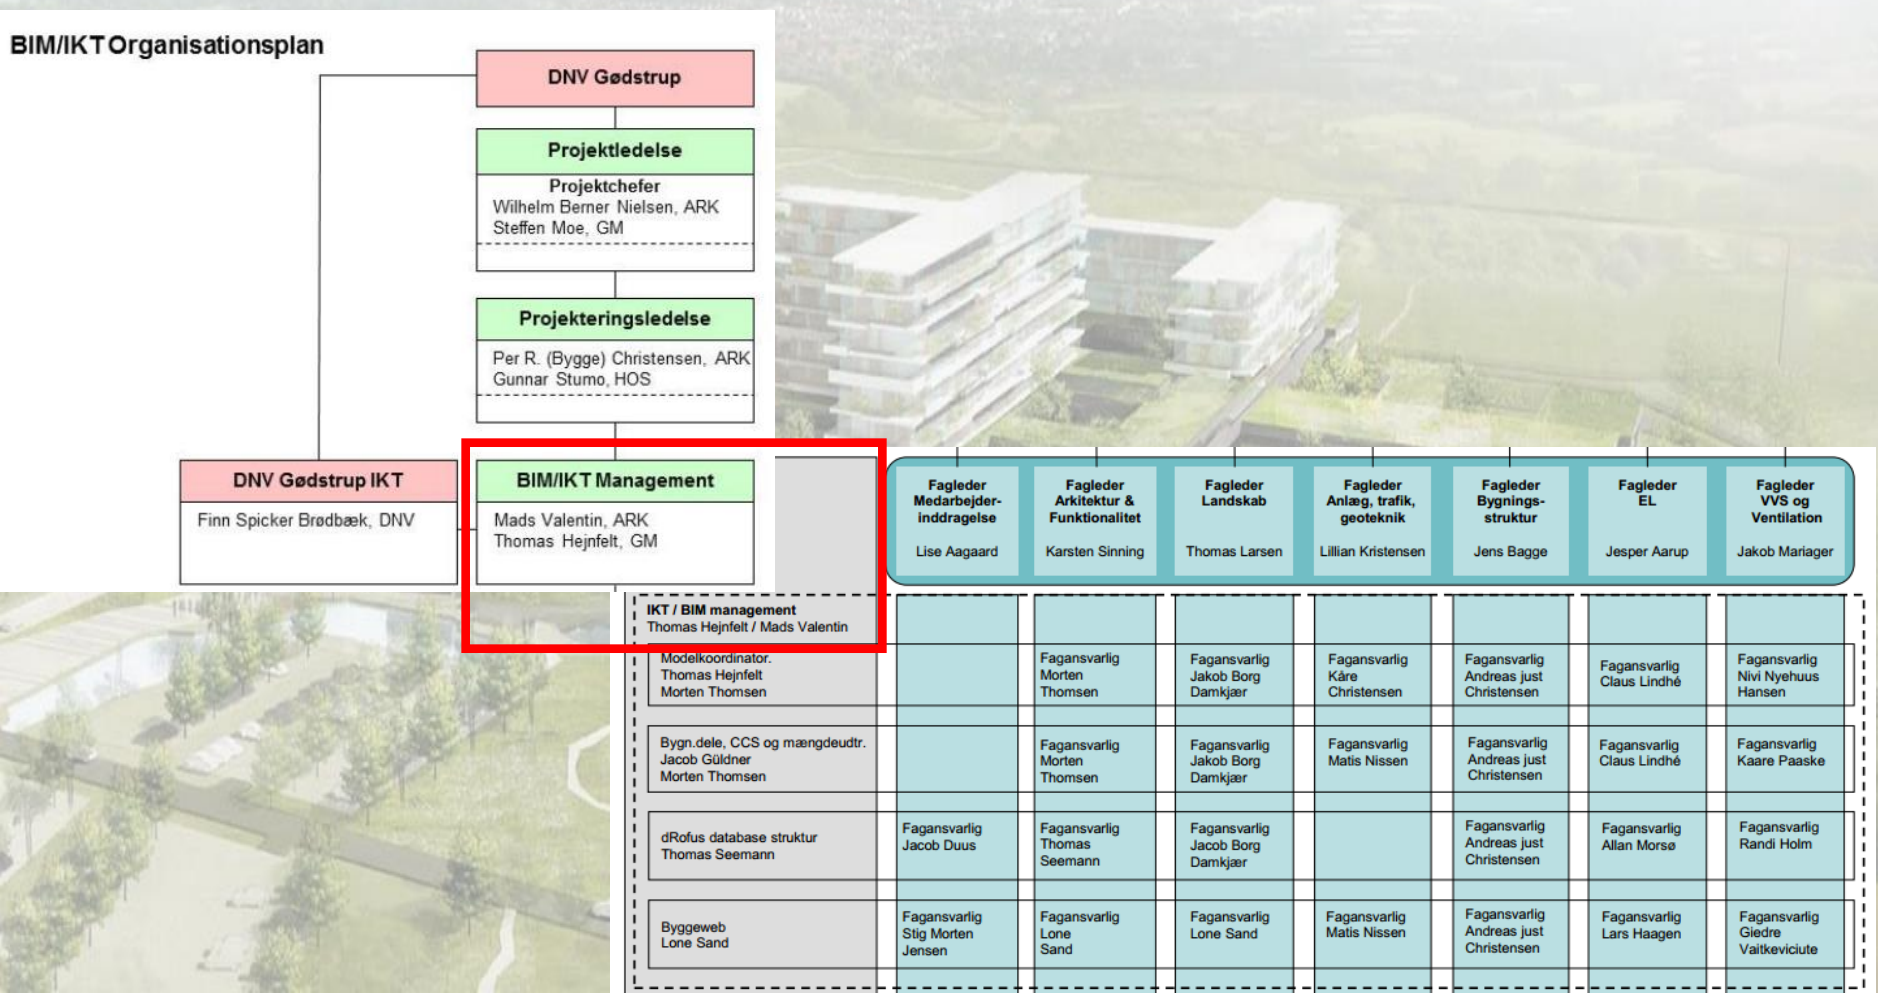 BIM/IKT Organisationsplan
DNV Gødstrup
Projektledelse
Projektchefer
Wilhelm Berner Nielsen, ARK
Steffen Moe, GM
Projekteringsledelse
Per R. (Bygge) Christensen, ARK
Gunnar Stumo, HOS
DNV Gødstrup IKT
Finn Spicker Brødbæk, DNV
BIM/IKT Management
Mads Valentin, ARK
Thomas Hejnfelt, GM
Fagleder
Medarbejder-
inddragelse
Lise Aagaard
Fagleder
Arkitektur &
Funktionalitet
Karsten Sinning
Fagleder
Landskab
Thomas Larsen
Fagleder
Anlæg, trafik,
geoteknik
Lillian Kristensen
Fagleder
Bygnings-
struktur
Jens Bagge
Fagleder
EL
Jesper Aarup
Fagleder
VVS og
Ventilation
Jakob Mariager
IKT / BIM management
Thomas Hejnfelt / Mads Valentin
Modelkoordinator.
Thomas Hejnfelt
Morten Thomsen
Fagansvarlig
Morten
Thomsen
Fagansvarlig
Jakob Borg
Damkjær
Fagansvarlig
Kåre
Christensen
Fagansvarlig
Andreas just
Christensen
Fagansvarlig
Claus Lindhé
Fagansvarlig
Nivi Nyehuus
Hansen
Bygn.dele, CCS og mængdeudtr.
Jacob Güldner
Morten Thomsen
Fagansvarlig
Morten
Thomsen
Fagansvarlig
Jakob Borg
Damkjær
Fagansvarlig
Matis Nissen
Fagansvarlig
Andreas just
Christensen
Fagansvarlig
Claus Lindhé
Fagansvarlig
Kaare Paaske
dRofus database struktur
Thomas Seemann
Fagansvarlig
Jacob Duus
Fagansvarlig
Thomas
Seemann
Fagansvarlig
Jacob Borg
Damkjær
Fagansvarlig
Andreas just
Christensen
Fagansvarlig
Allan Morsø
Fagansvarlig
Randi Holm
Byggeweb
Lone Sand
Fagansvarlig
Stig Morten
Jensen
Fagansvarlig
Lone
Sand
Fagansvarlig
Lone Sand
Fagansvarlig
Matis Nissen
Fagansvarlig
Andreas just
Christensen
Fagansvarlig
Lars Haagen
Fagansvarlig
Giedre
Vaitkeviciute